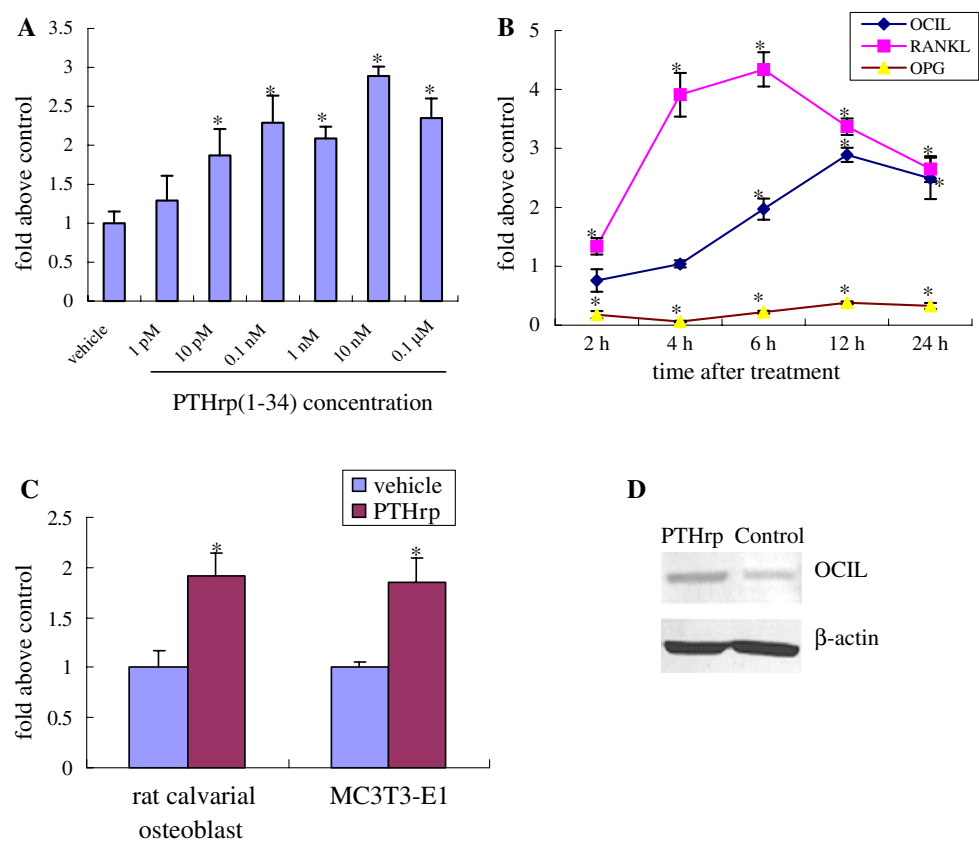 A
fold above control
3.5
3
2.5
2
1.5
1
0.5
0
* * * * *
vehicle 1 pM 10 pM 0.1 nM 1 nM 10 nM 0.1 μM
PTHrp(1-34) concentration
B
OCIL
RANKL
OPG
fold above control
5
4
3
2
1
0
* * * * *
* * * *
* * * * *
2 h 4 h 6 h 12 h 24 h
time after treatment
C
vehicle
PTHrp
fold above control
2.5
2
1.5
1
0.5
0
* *
rat calvarial osteoblast
MC3T3-E1
D
PTHrp Control
OCIL
β-actin